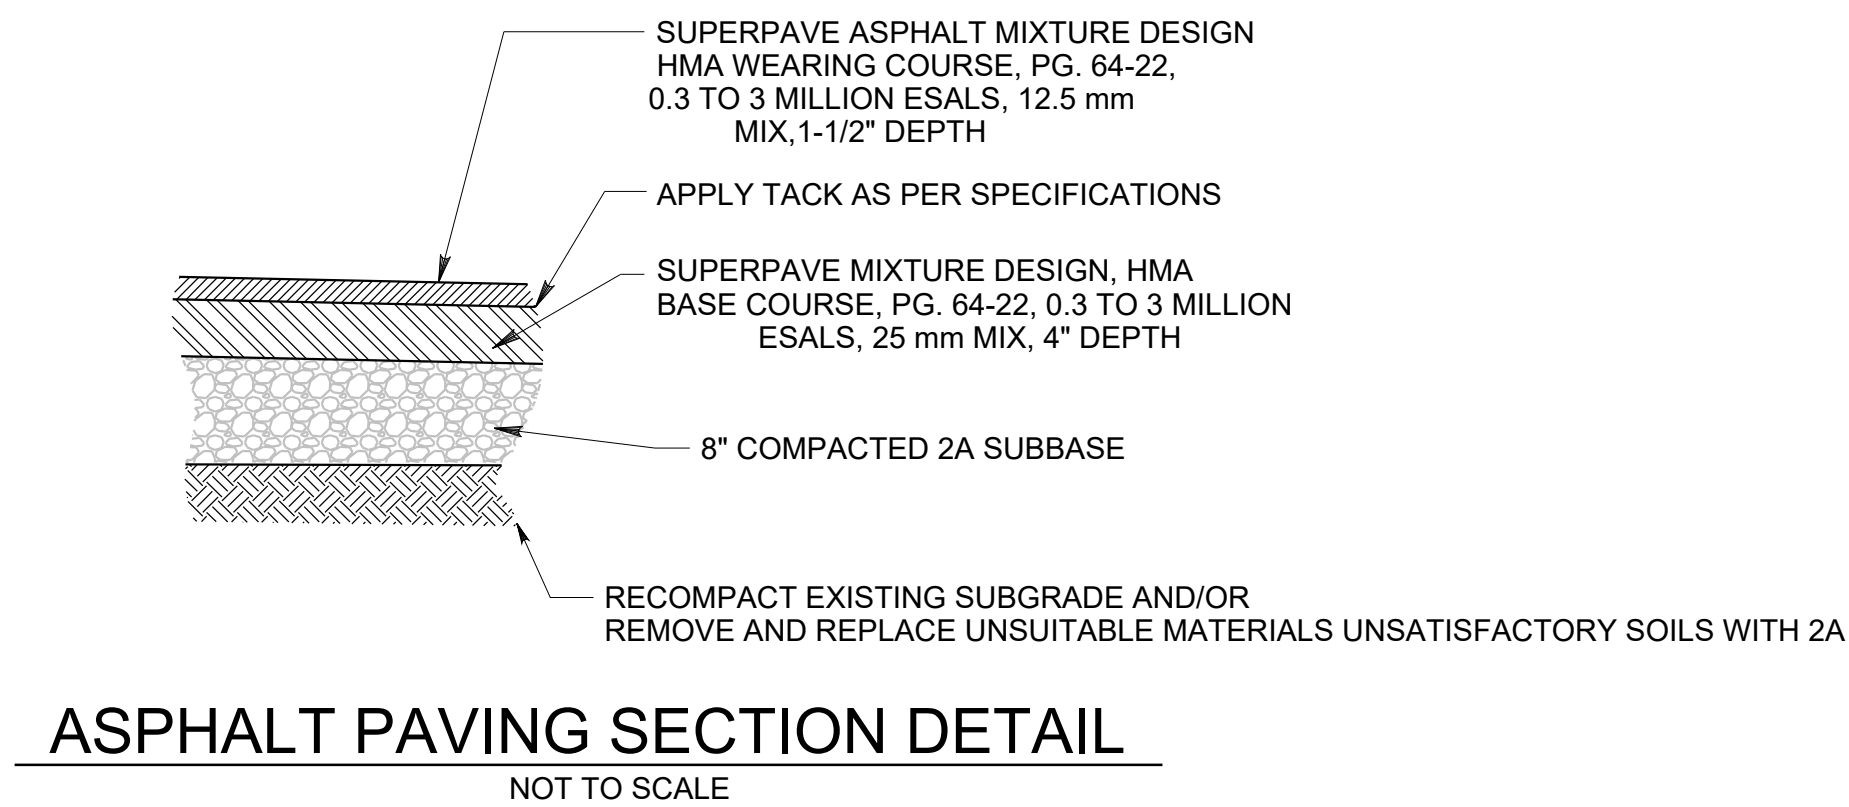 SUPERPAVE ASPHALT MIXTURE DESIGN
HMA WEARING COURSE, PG. 64-22,
0.3 TO 3 MILLION ESALS, 12.5 mm
MIX,1-1/2" DEPTH
APPLY TACK AS PER SPECIFICATIONS
SUPERPAVE MIXTURE DESIGN, HMA
BASE COURSE, PG. 64-22, 0.3 TO 3 MILLION
ESALS, 25 mm MIX, 4" DEPTH
8" COMPACTED 2A SUBBASE
RECOMPACT EXISTING SUBGRADE AND/OR
REMOVE AND REPLACE UNSUITABLE MATERIALS UNSATISFACTORY SOILS WITH 2A
ASPHALT PAVING SECTION DETAIL
NOT TO SCALE